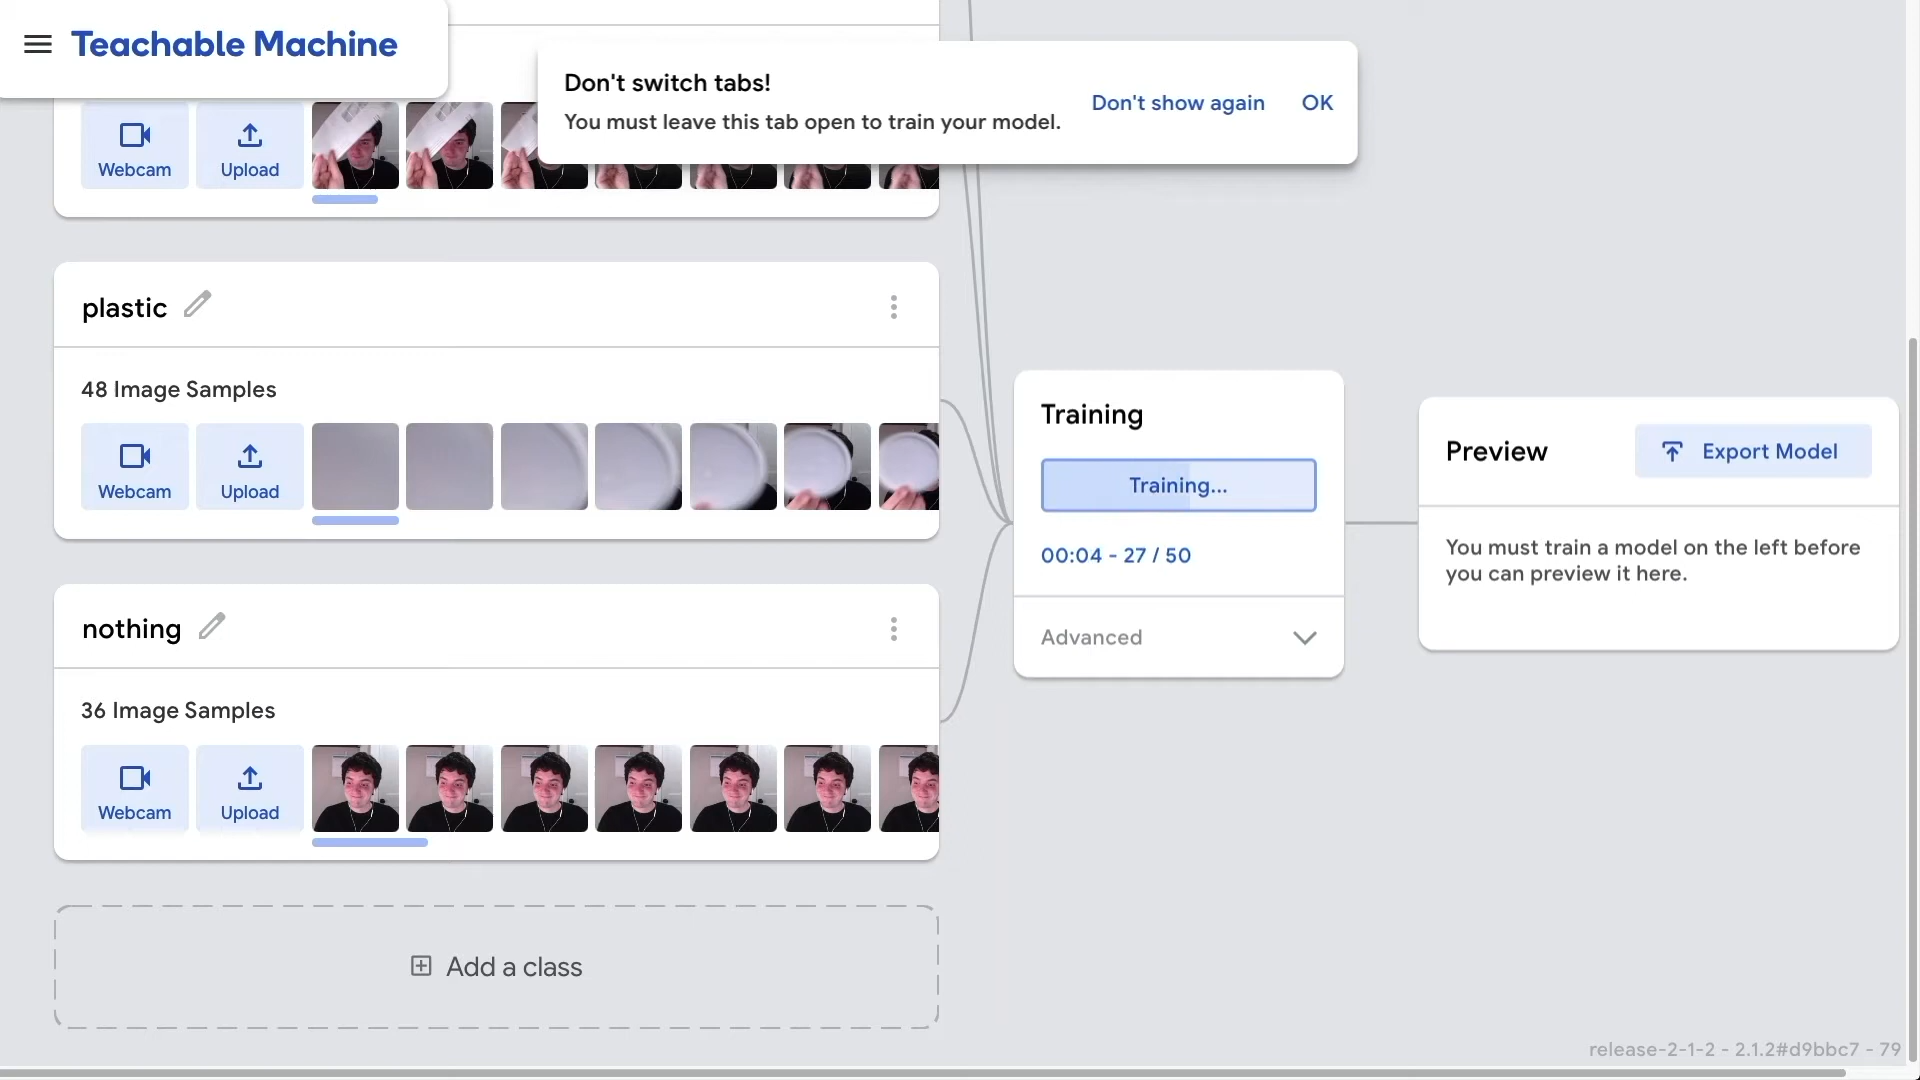 Teachable Machine
Don't switch tabs!
You must leave this tab open to train your model.
Don't show again
OK
Webcam
Upload
plastic
48 Image Samples
Webcam
Upload
nothing
36 Image Samples
Webcam
Upload
Add a class
Training
Training...
00:04 - 27 / 50
Advanced
Preview
Export Model
You must train a model on the left before
you can preview it here.
release-2-1-2 - 2.1.2#d9bbc7 - 79